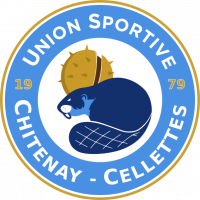 Union Sportive
19 79
Chitenay - Cellettes